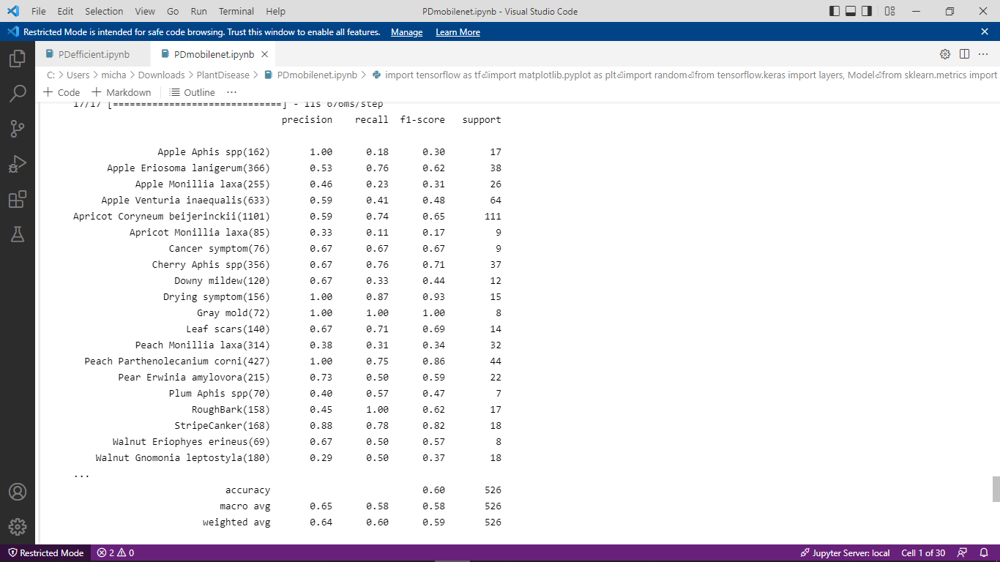 File Edit Selection View Go Run Terminal Help PDmobilenet.ipynb - Visual Studio Code
Restricted Mode is intended for safe code browsing. Trust this window to enable all features. Manage Learn More
PDefficient.ipynb PDmobilenet.ipynb
C: > Users > micha > Downloads > PlantDisease > PDmobilenet.ipynb > import tensorflow as tf⏎import matplotlib.pyplot as plt⏎import random⏎from tensorflow.keras import layers, Model⏎from sklearn.metrics import
+ Code + Markdown Outline ...
17/17 [==============================] - 11s 676ms/step
precision recall f1-score support
Apple Aphis spp(162) 1.00 0.18 0.30 17
Apple Eriosoma lanigerum(366) 0.53 0.76 0.62 38
Apple Monillia laxa(255) 0.46 0.23 0.31 26
Apple Venturia inaequalis(633) 0.59 0.41 0.48 64
Apricot Coryneum beijerinckii(1101) 0.59 0.74 0.65 111
Apricot Monillia laxa(85) 0.33 0.11 0.17 9
Cancer symptom(76) 0.67 0.67 0.67 9
Cherry Aphis spp(356) 0.67 0.76 0.71 37
Downy mildew(120) 0.67 0.33 0.44 12
Drying symptom(156) 1.00 0.87 0.93 15
Gray mold(72) 1.00 1.00 1.00 8
Leaf scars(140) 0.67 0.71 0.69 14
Peach Monillia laxa(314) 0.38 0.31 0.34 32
Peach Parthenolecanium corni(427) 1.00 0.75 0.86 44
Pear Erwinia amylovora(215) 0.73 0.50 0.59 22
Plum Aphis spp(70) 0.40 0.57 0.47 7
RoughBark(158) 0.45 1.00 0.62 17
StripeCanker(168) 0.88 0.78 0.82 18
Walnut Eriophyes erineus(69) 0.67 0.50 0.57 8
Walnut Gnomonia leptostyla(180) 0.29 0.50 0.37 18
...
accuracy 0.60 526
macro avg 0.65 0.58 0.58 526
weighted avg 0.64 0.60 0.59 526
Restricted Mode 2 0 Jupyter Server: local Cell 1 of 30